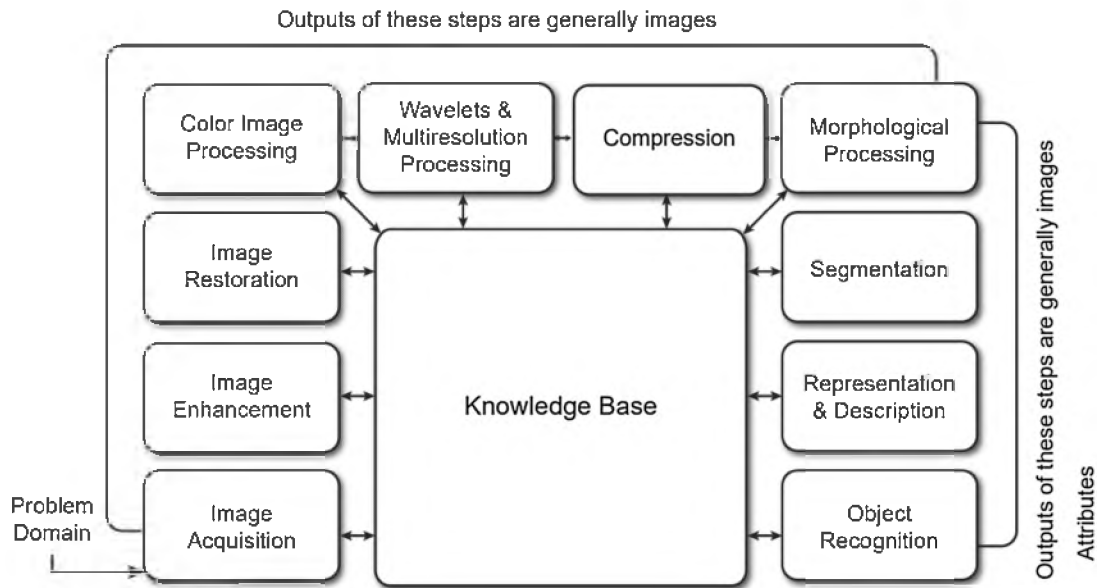 Outputs of these steps are generally images
Color Image
Processing
Wavelets &
Multiresolution
Processing
Compression
Morphological
Processing
Image
Restoration
Segmentation
Image
Enhancement
Knowledge Base
Representation
& Description
Problem
Domain
Image
Acquisition
Object
Recognition
Outputs of these steps are generally images
Attributes